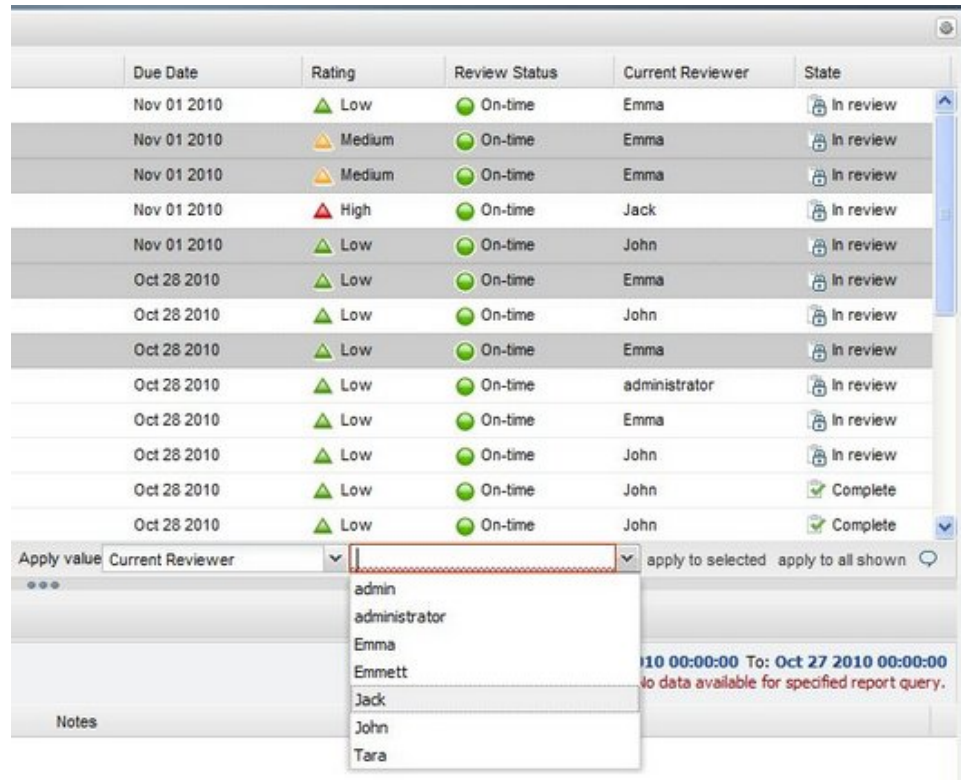 Due Date Rating Review Status Current Reviewer State
Nov 01 2010 Low On-time Emma In review
Nov 01 2010 Medium On-time Emma In review
Nov 01 2010 Medium On-time Emma In review
Nov 01 2010 High On-time Jack In review
Nov 01 2010 Low On-time John In review
Oct 28 2010 Low On-time Emma In review
Oct 28 2010 Low On-time John In review
Oct 28 2010 Low On-time Emma In review
Oct 28 2010 Low On-time administrator In review
Oct 28 2010 Low On-time Emma In review
Oct 28 2010 Low On-time John In review
Oct 28 2010 Low On-time John Complete
Oct 28 2010 Low On-time John Complete
Apply value Current Reviewer apply to selected apply to all shown
admin
administrator
Emma
Emmett
Jack
John
Tara
10 00:00:00 To: Oct 27 2010 00:00:00
No data available for specified report query.
Notes